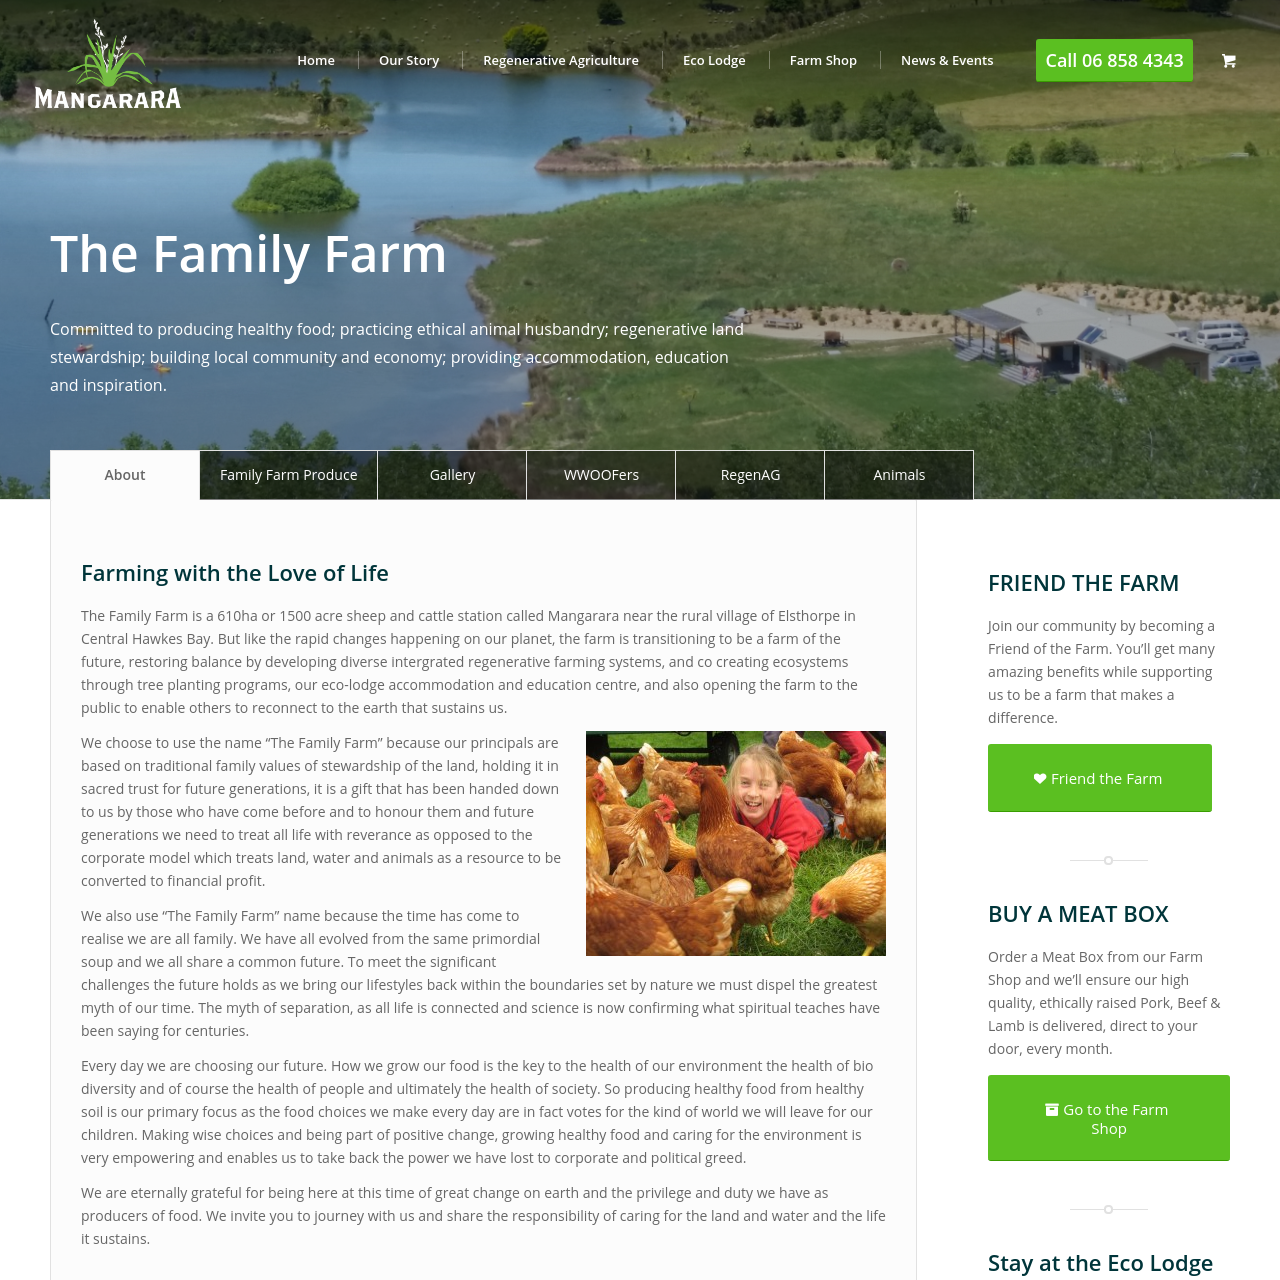 MANGARARA
Home
Our Story
Regenerative Agriculture
Eco Lodge
Farm Shop
News & Events
Call 06 858 4343
The Family Farm
Committed to producing healthy food; practicing ethical animal husbandry; regenerative land
stewardship; building local community and economy; providing accommodation, education
and inspiration.
About
Family Farm Produce
Gallery
WWOOFers
RegenAG
Animals
Farming with the Love of Life
The Family Farm is a 610ha or 1500 acre sheep and cattle station called Mangarara near the rural village of Elsthorpe in
Central Hawkes Bay. But like the rapid changes happening on our planet, the farm is transitioning to be a farm of the
future, restoring balance by developing diverse intergrated regenerative farming systems, and co creating ecosystems
through tree planting programs, our eco-lodge accommodation and education centre, and also opening the farm to the
public to enable others to reconnect to the earth that sustains us.
We choose to use the name “The Family Farm” because our principals are
based on traditional family values of stewardship of the land, holding it in
sacred trust for future generations, it is a gift that has been handed down
to us by those who have come before and to honour them and future
generations we need to treat all life with reverance as opposed to the
corporate model which treats land, water and animals as a resource to be
converted to financial profit.
We also use “The Family Farm” name because the time has come to
realise we are all family. We have all evolved from the same primordial
soup and we all share a common future. To meet the significant
challenges the future holds as we bring our lifestyles back within the boundaries set by nature we must dispel the greatest
myth of our time. The myth of separation, as all life is connected and science is now confirming what spiritual teaches have
been saying for centuries.
Every day we are choosing our future. How we grow our food is the key to the health of our environment the health of bio
diversity and of course the health of people and ultimately the health of society. So producing healthy food from healthy
soil is our primary focus as the food choices we make every day are in fact votes for the kind of world we will leave for our
children. Making wise choices and being part of positive change, growing healthy food and caring for the environment is
very empowering and enables us to take back the power we have lost to corporate and political greed.
We are eternally grateful for being here at this time of great change on earth and the privilege and duty we have as
producers of food. We invite you to journey with us and share the responsibility of caring for the land and water and the life
it sustains.
FRIEND THE FARM
Join our community by becoming a
Friend of the Farm. You’ll get many
amazing benefits while supporting
us to be a farm that makes a
difference.
Friend the Farm
BUY A MEAT BOX
Order a Meat Box from our Farm
Shop and we’ll ensure our high
quality, ethically raised Pork, Beef &
Lamb is delivered, direct to your
door, every month.
Go to the Farm
Shop
Stay at the Eco Lodge